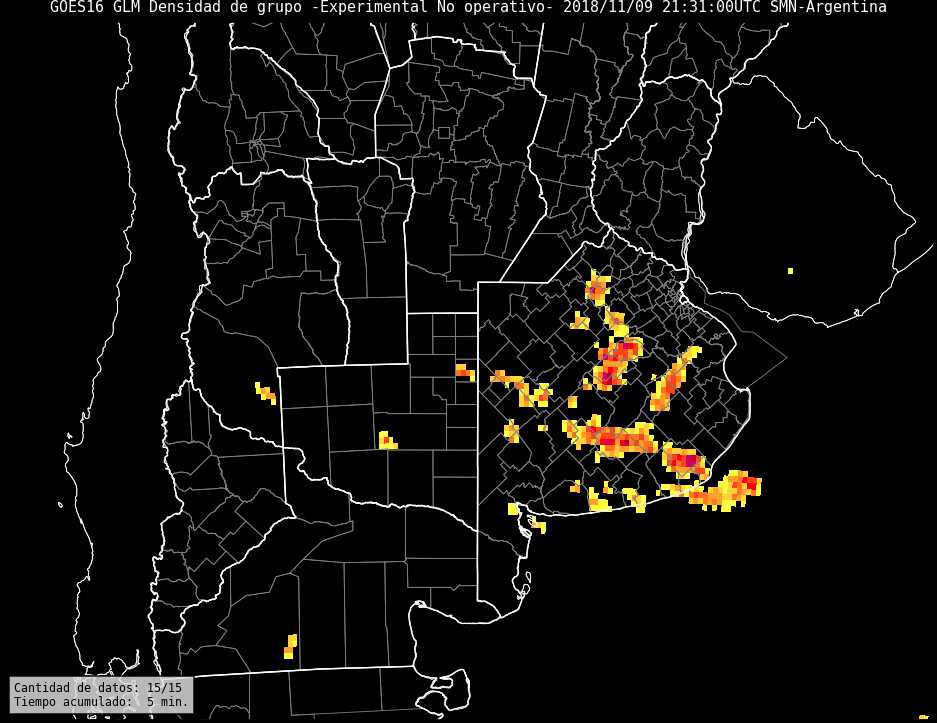 GOES16 GLM Densidad de grupo -Experimental No operativo- 2018/11/09 21:31:00UTC SMN-Argentina
Cantidad de datos: 15/15
Tiempo acumulado:  5 min.